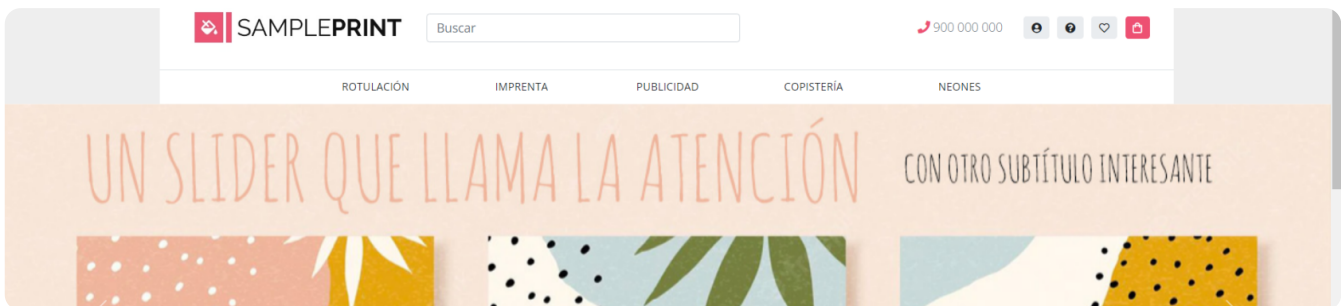 SAMPLEPRINT
Buscar
900 000 000
ROTULACIÓN IMPRENTA PUBLICIDAD COPISTERÍA NEONES
UN SLIDER QUE LLAMA LA ATENCIÓN
CON OTRO SUBTÍTULO INTERESANTE